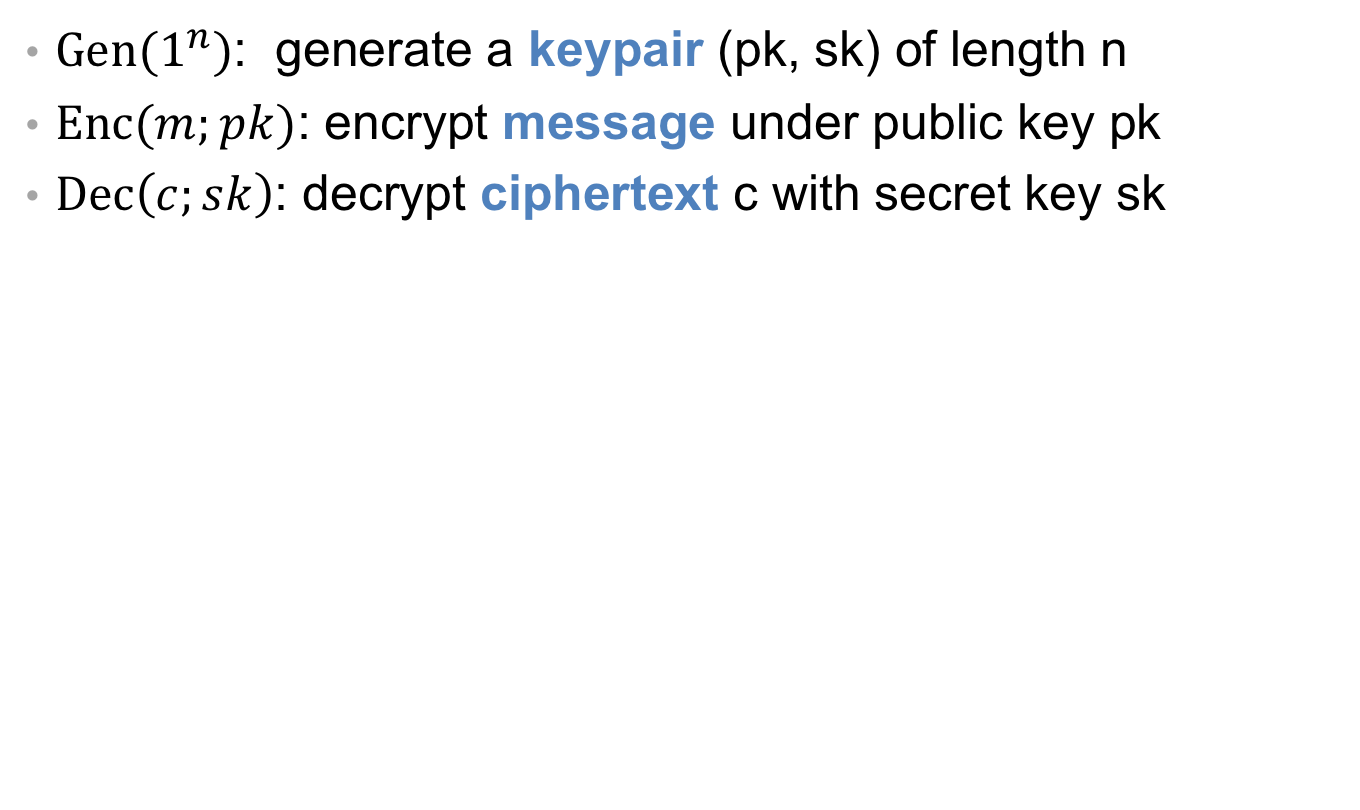 • Gen(1ⁿ): generate a keypair (pk, sk) of length n
• Enc(m; pk): encrypt message under public key pk
• Dec(c; sk): decrypt ciphertext c with secret key sk